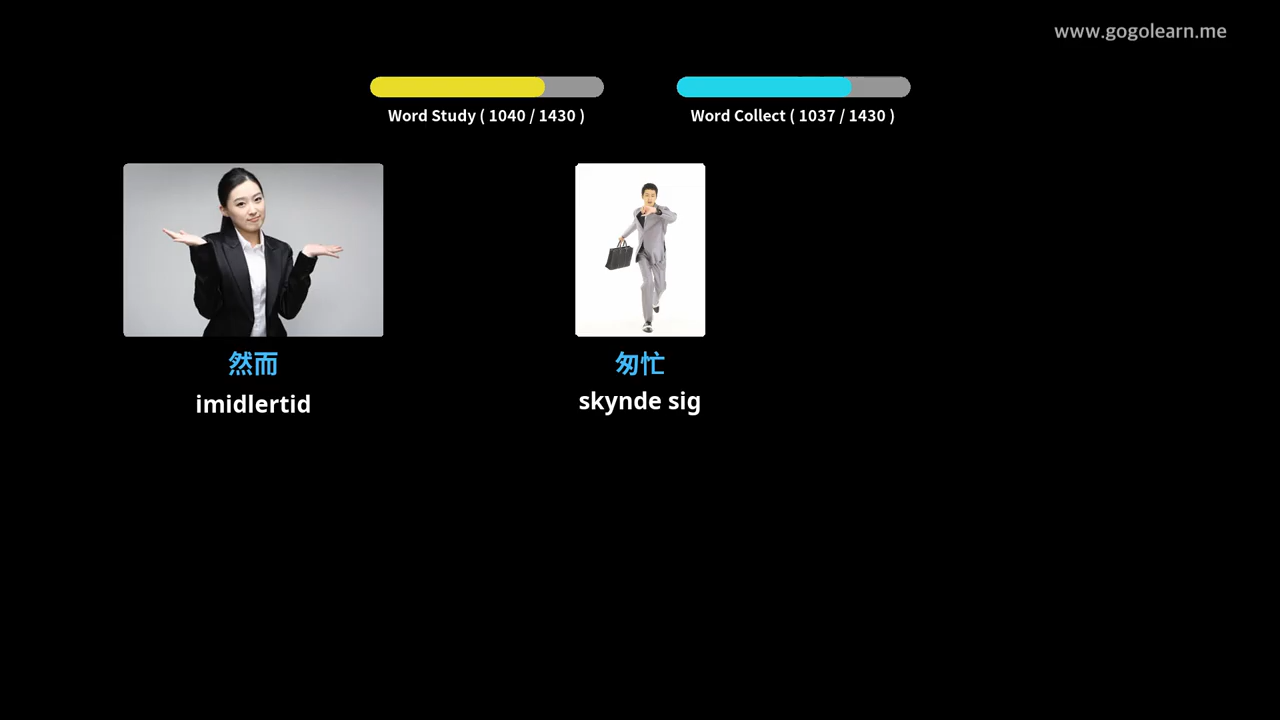 www.gogolearn.me
Word Study ( 1040 / 1430 )
Word Collect ( 1037 / 1430 )
然而
imidlertid
匆忙
skynde sig